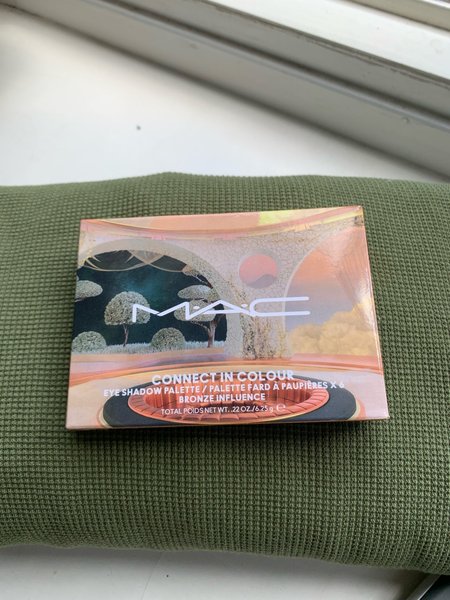 M·A·C
CONNECT IN COLOUR
EYE SHADOW PALETTE / PALETTE FARD À PAUPIÈRES X 6
BRONZE INFLUENCE
TOTAL POIDS NET WT. .22 OZ./6.25 g ℮